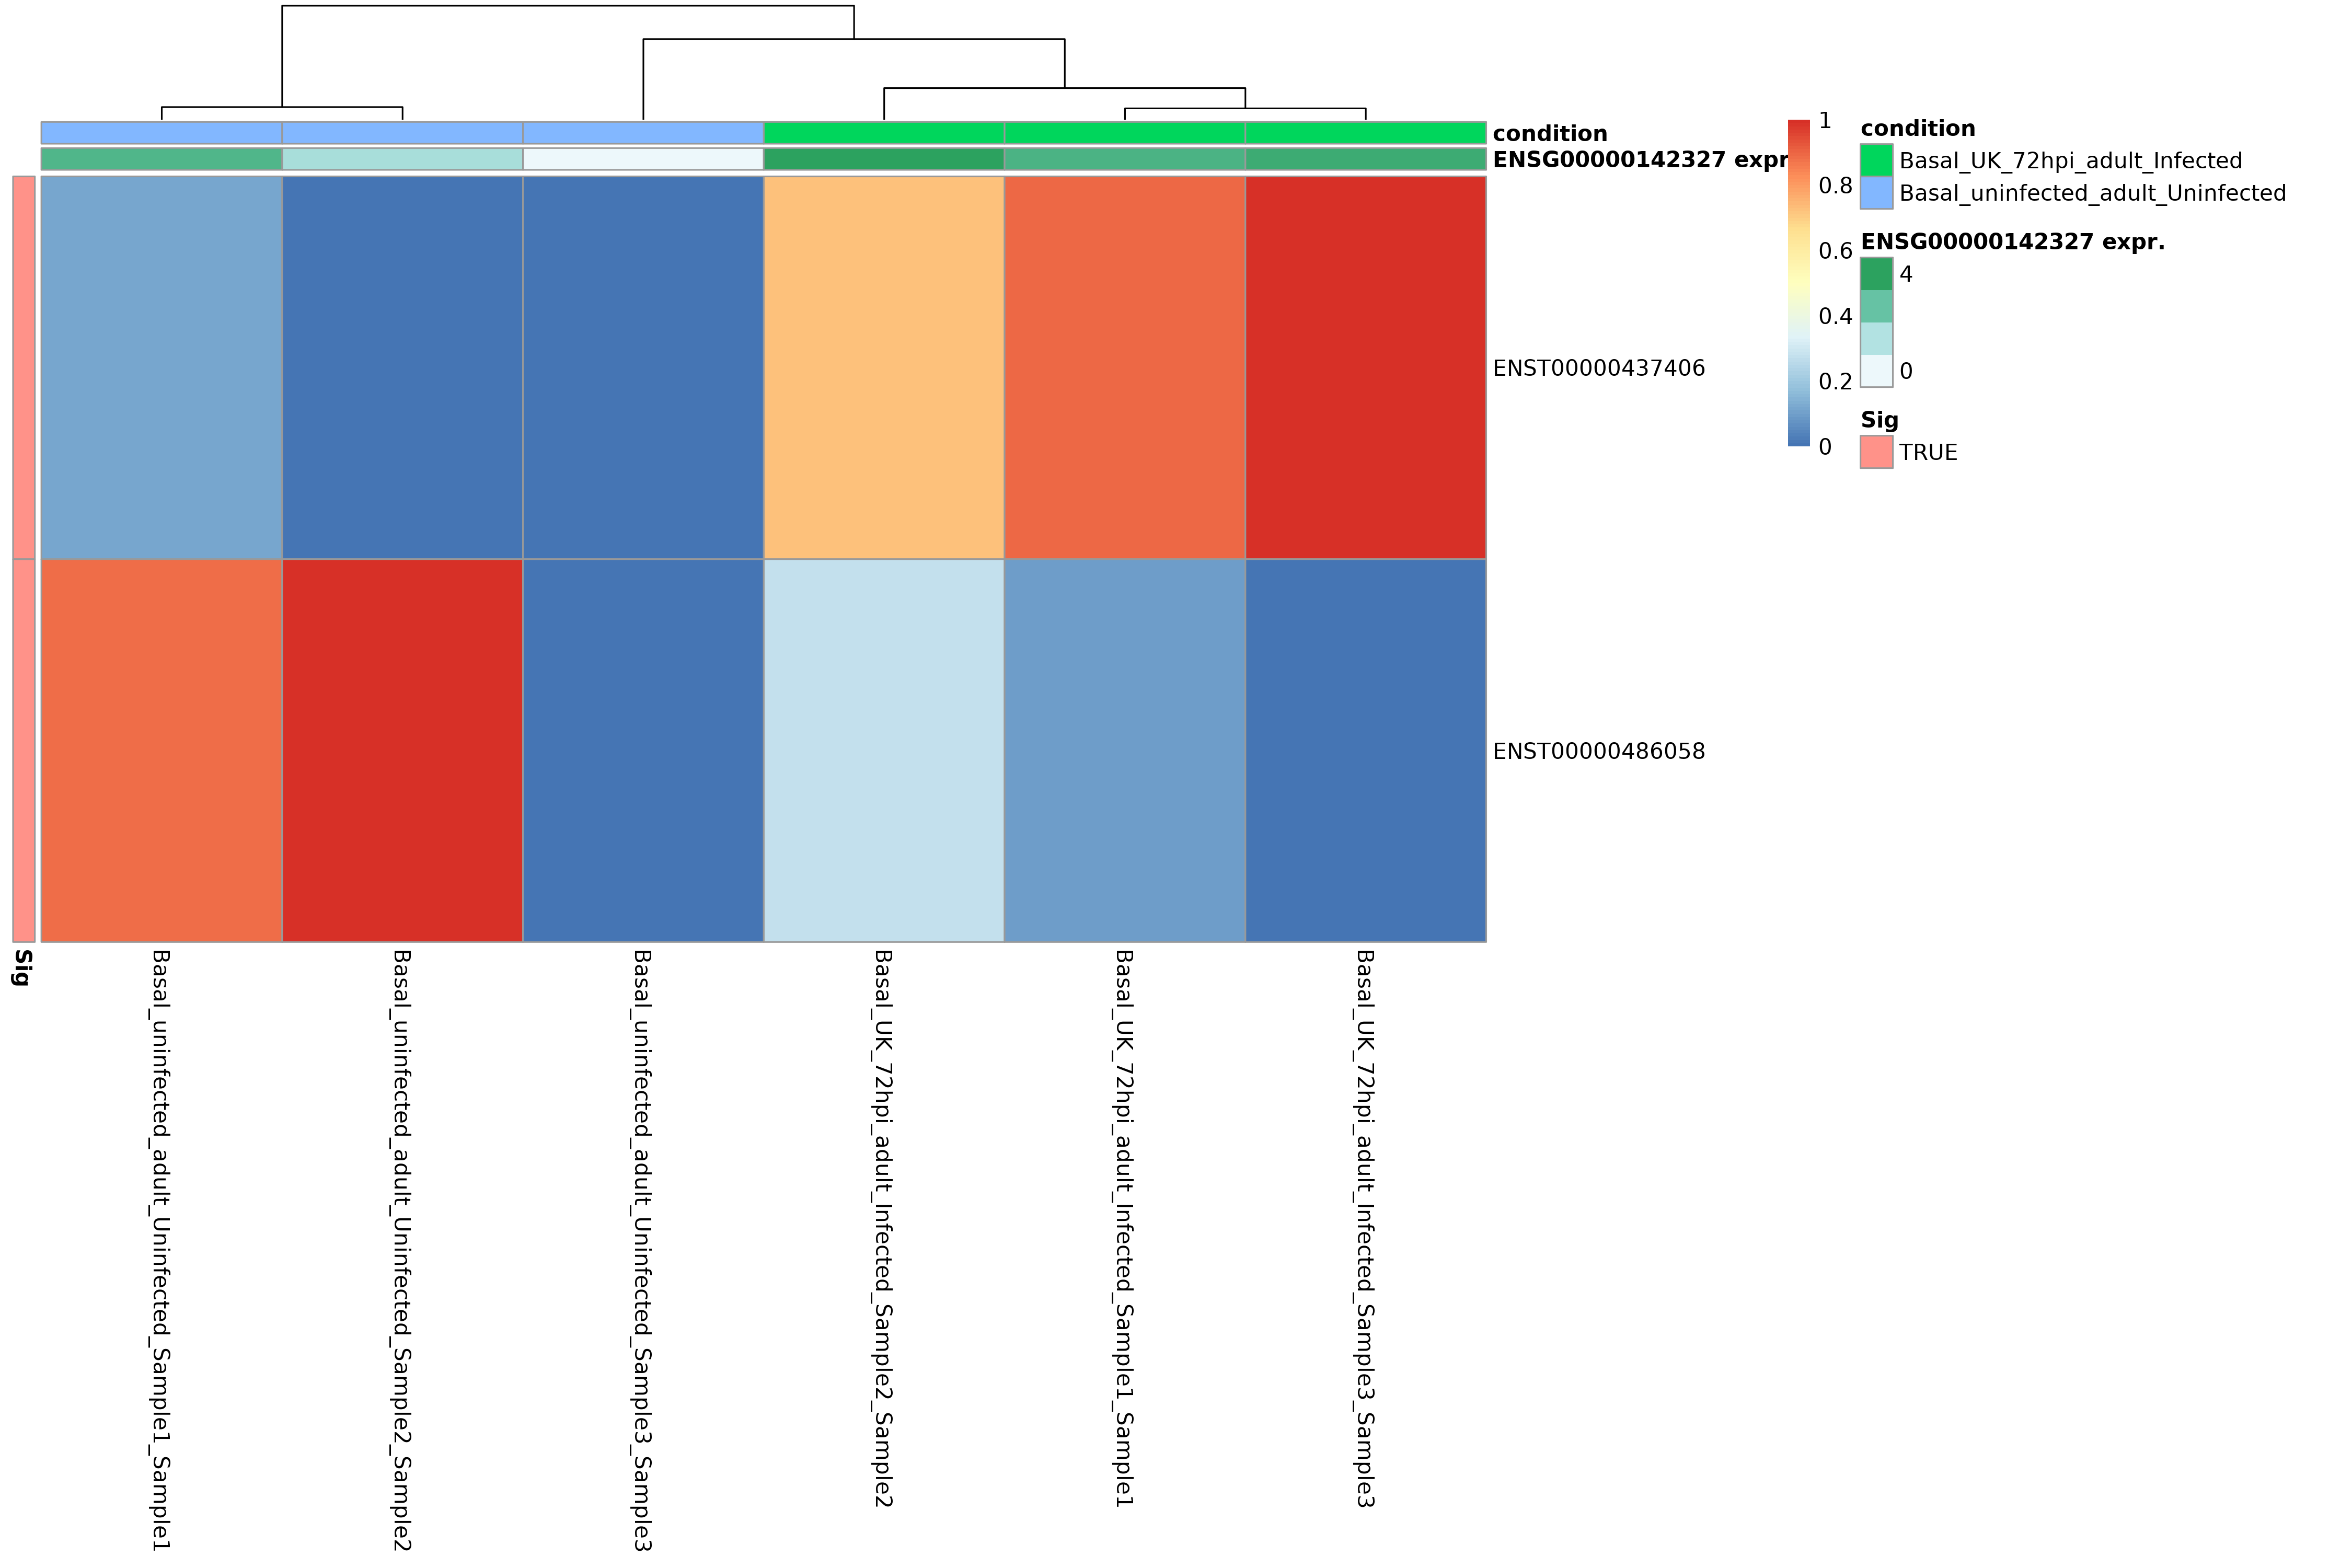 condition
ENSG00000142327 expr
ENST00000437406
ENST00000486058
1
0.8
0.6
0.4
0.2
0
condition
Basal_UK_72hpi_adult_Infected
Basal_uninfected_adult_Uninfected
ENSG00000142327 expr.
4
0
Sig
TRUE
Sig
Basal_uninfected_adult_Uninfected_Sample1_Sample1
Basal_uninfected_adult_Uninfected_Sample2_Sample2
Basal_uninfected_adult_Uninfected_Sample3_Sample3
Basal_UK_72hpi_adult_Infected_Sample2_Sample2
Basal_UK_72hpi_adult_Infected_Sample1_Sample1
Basal_UK_72hpi_adult_Infected_Sample3_Sample3